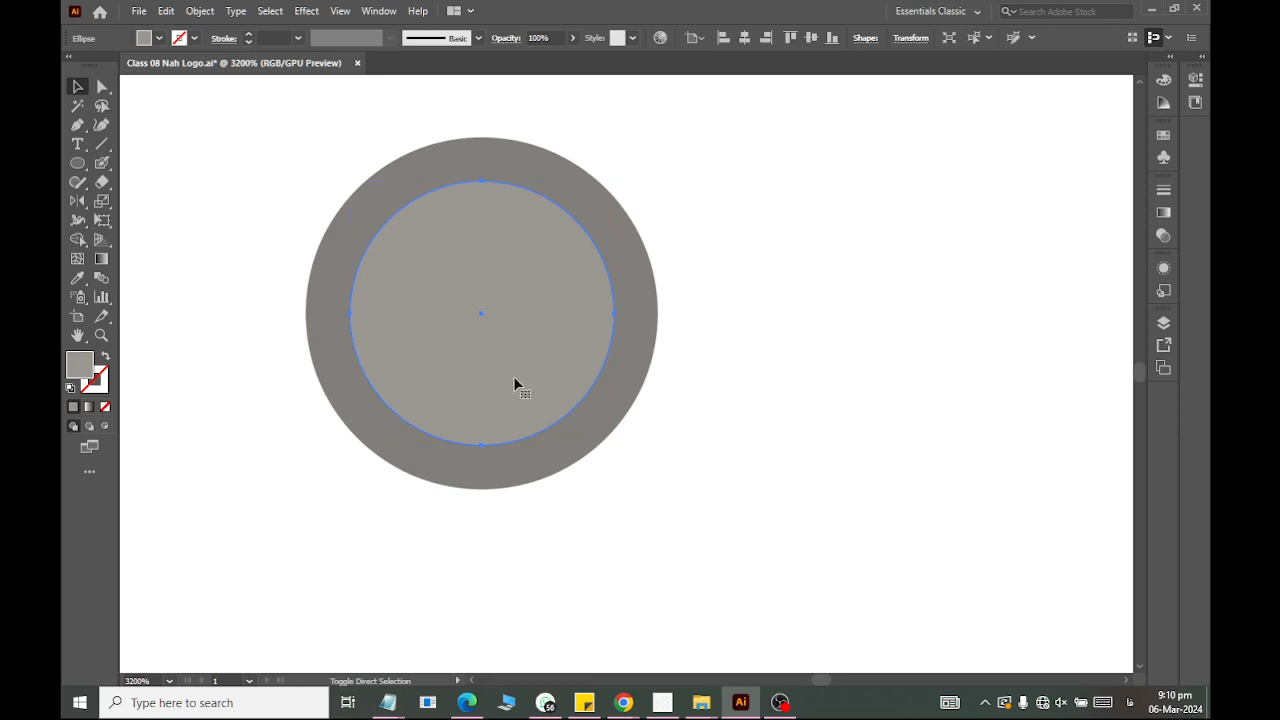 Ai File Edit Object Type Select Effect View Window Help Essentials Classic Search Adobe Stock
Ellipse Stroke: Basic Opacity: 100% Style: Shape: Transform
Class 08 Nah Logo.ai* @ 3200% (RGB/GPU Preview)
3200% 1 Toggle Direct Selection
Type here to search Ai 9:10 pm
06-Mar-2024